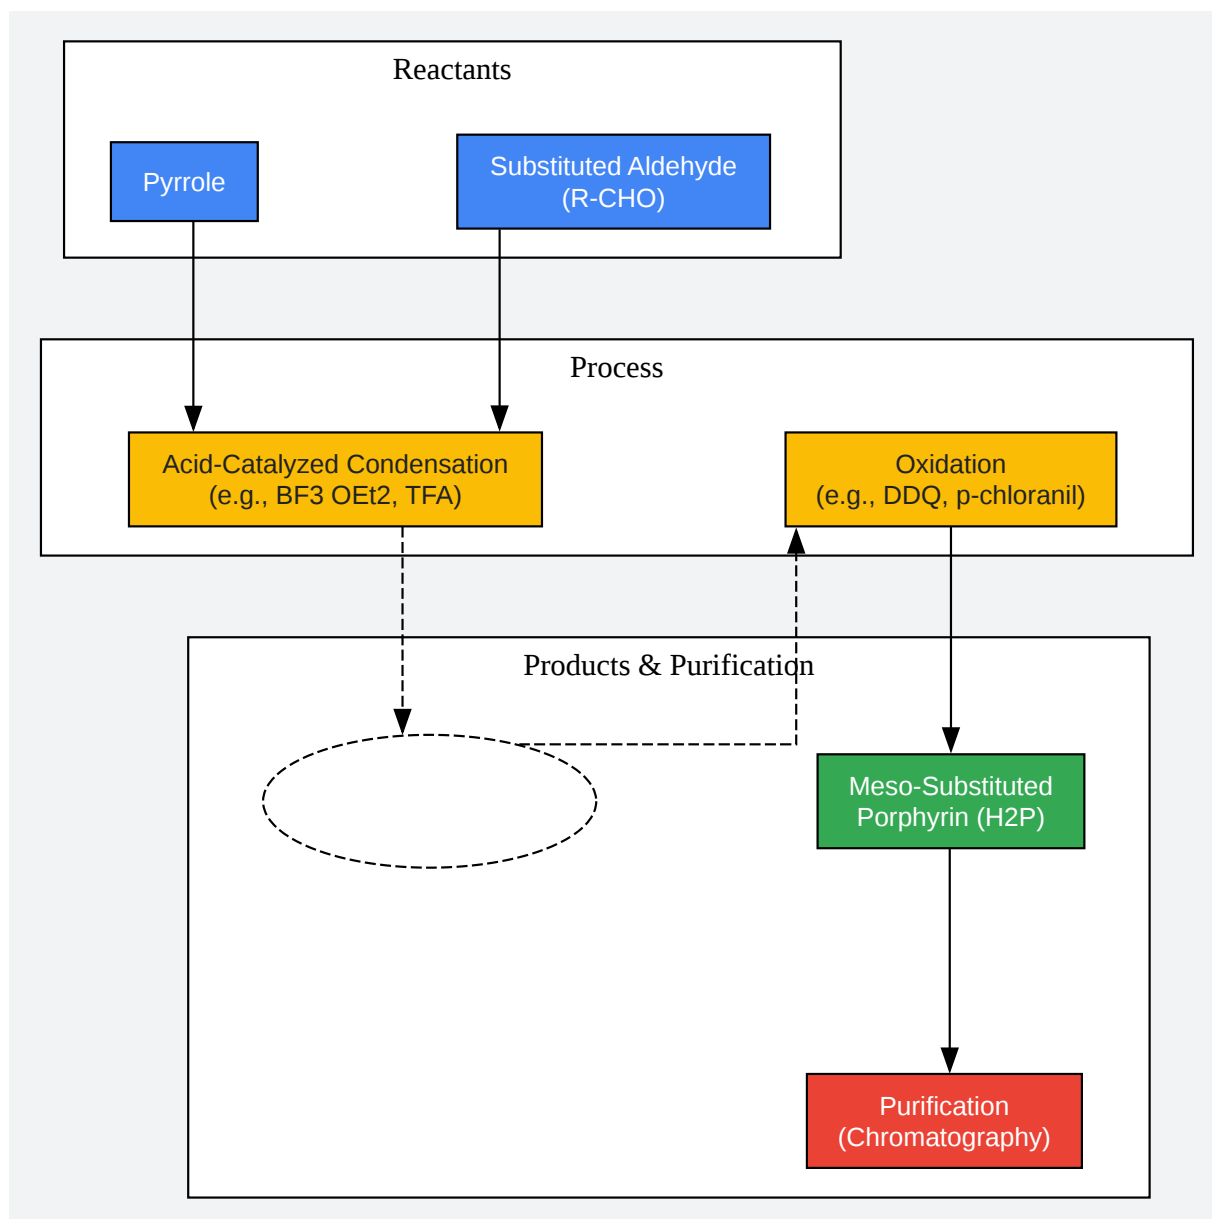 Reactants
Pyrrole
Substituted Aldehyde
(R-CHO)
Process
Acid-Catalyzed Condensation
(e.g., BF3 OEt2, TFA)
Oxidation
(e.g., DDQ, p-chloranil)
Products & Purification
Meso-Substituted
Porphyrin (H2P)
Purification
(Chromatography)